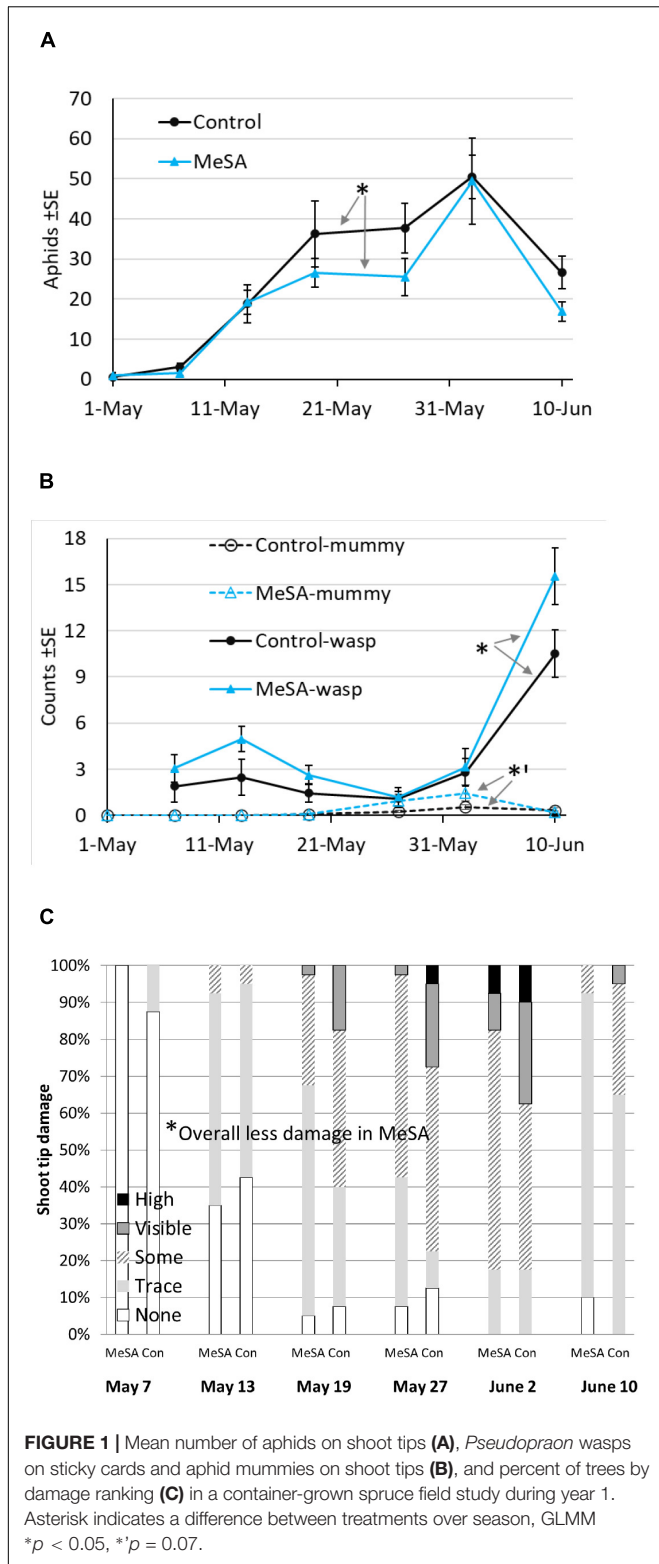 A
70
60
50
40
30
20
10
0
Aphids ±SE
Control
MeSA
*
1-May 11-May 21-May 31-May 10-Jun
B
18
15
12
9
6
3
0
Counts ±SE
Control-mummy
MeSA-mummy
Control-wasp
MeSA-wasp
*
*'
1-May 11-May 21-May 31-May 10-Jun
C
100%
90%
80%
70%
60%
50%
40%
30%
20%
10%
0%
Shoot tip damage
*Overall less damage in MeSA
High
Visible
Some
Trace
None
MeSA Con MeSA Con MeSA Con MeSA Con MeSA Con MeSA Con
May 7 May 13 May 19 May 27 June 2 June 10
FIGURE 1 | Mean number of aphids on shoot tips (A), Pseudopraon wasps
on sticky cards and aphid mummies on shoot tips (B), and percent of trees by
damage ranking (C) in a container-grown spruce field study during year 1.
Asterisk indicates a difference between treatments over season, GLMM
*p < 0.05, *'p = 0.07.